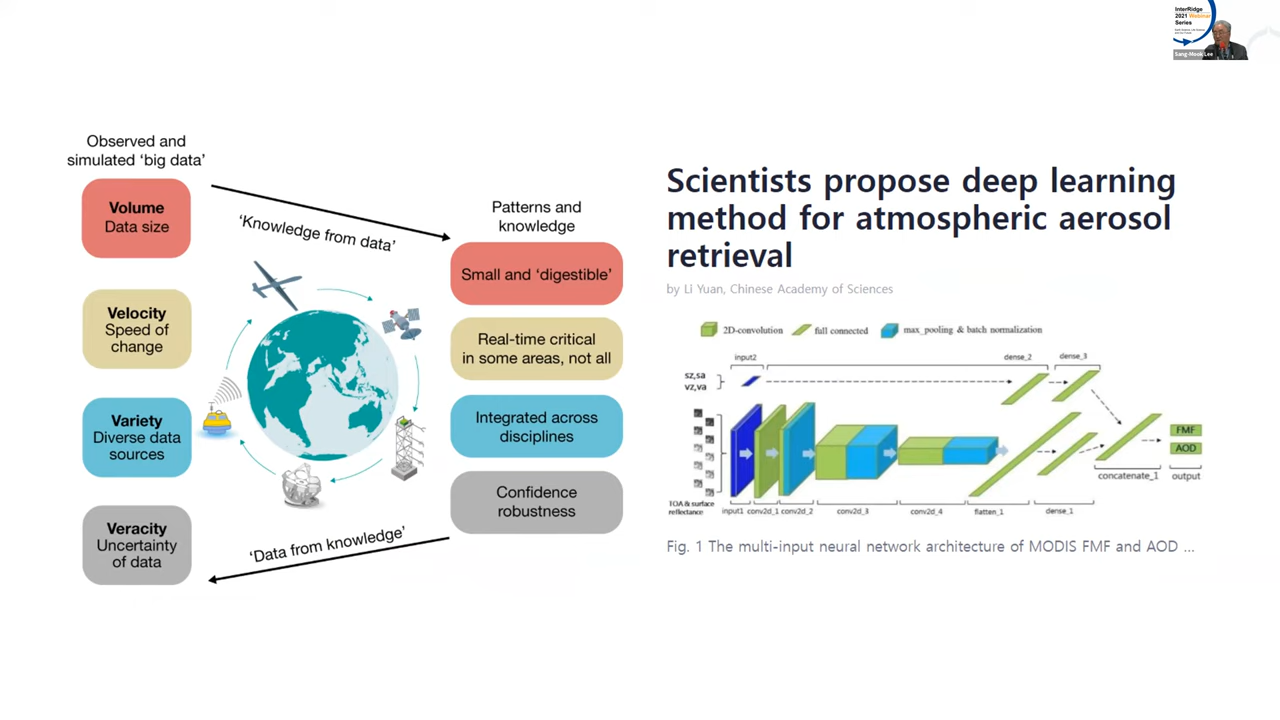 InterRidge
2021 Webinar
Series
Sang-Mook Lee
Observed and
simulated ‘big data’
Volume
Data size
Velocity
Speed of
change
Variety
Diverse data
sources
Veracity
Uncertainty
of data
‘Knowledge from data’
‘Data from knowledge’
Patterns and
knowledge
Small and ‘digestible’
Real-time critical
in some areas, not all
Integrated across
disciplines
Confidence
robustness
Scientists propose deep learning
method for atmospheric aerosol
retrieval
by Li Yuan, Chinese Academy of Sciences
2D-convolution full connected max_pooling & batch normalization
input2 dense_2 dense_3
sz,sa
vz,va
FMF
AOD
concatenate_1 output
TOA & surface
reflectance
input1 conv2d_1 conv2d_2 conv2d_3 conv2d_4 flatten_1 dense_1
Fig. 1 The multi-input neural network architecture of MODIS FMF and AOD ...